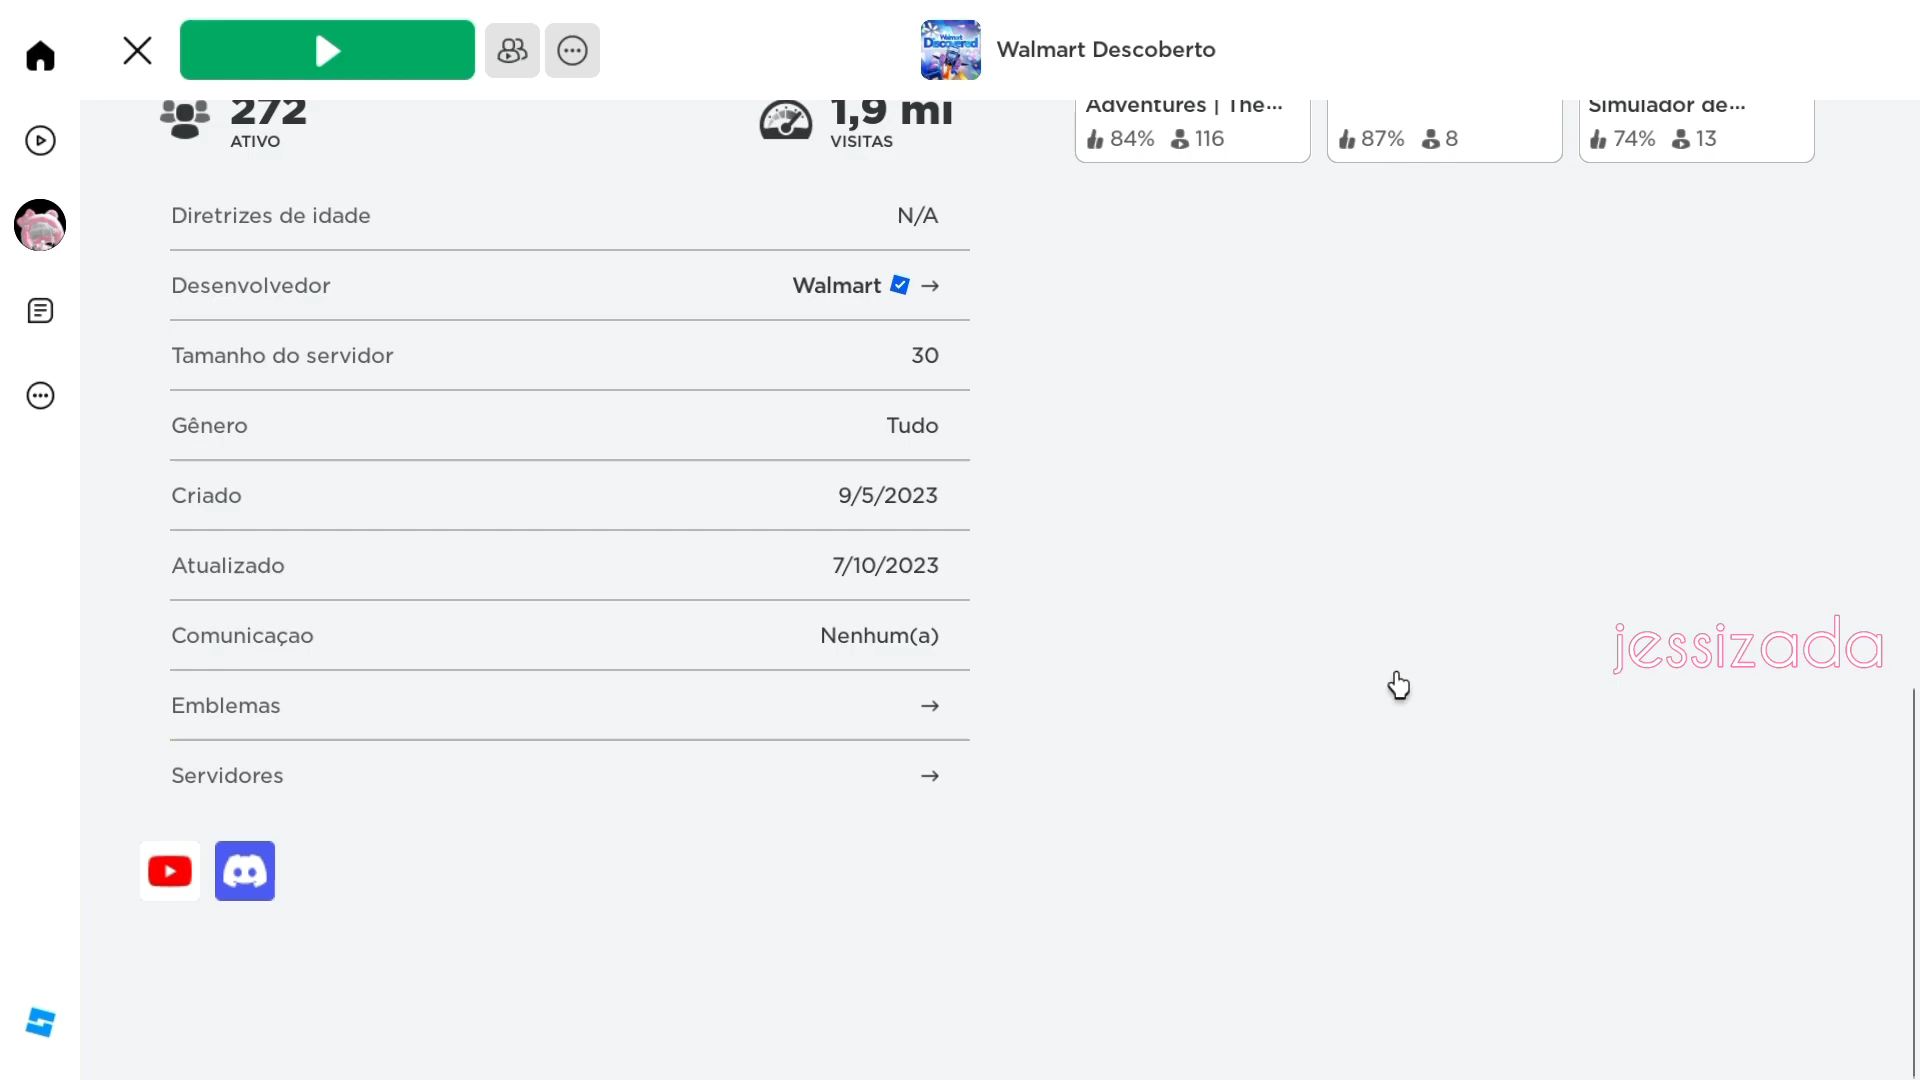 Walmart Descoberto
272
ATIVO
1,9 mi
VISITAS
Adventures | The...
84% 116
87% 8
Simulador de...
74% 13
Diretrizes de idade N/A
Desenvolvedor Walmart
Tamanho do servidor 30
Gênero Tudo
Criado 9/5/2023
Atualizado 7/10/2023
Comunicaçao Nenhum(a)
Emblemas
Servidores
jessizada
Walmart
Discovered